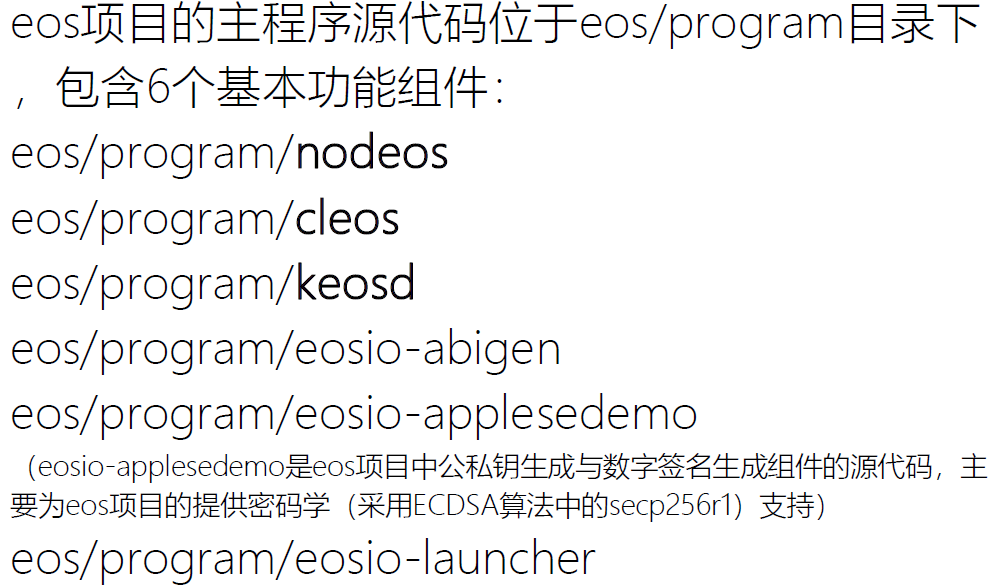 eos项目的主程序源代码位于eos/program目录下
，包含6个基本功能组件：
eos/program/nodeos
eos/program/cleos
eos/program/keosd
eos/program/eosio-abigen
eos/program/eosio-applesedemo
（eosio-applesedemo是eos项目中公私钥生成与数字签名生成组件的源代码，主
要为eos项目的提供密码学（采用ECDSA算法中的secp256r1）支持）
eos/program/eosio-launcher